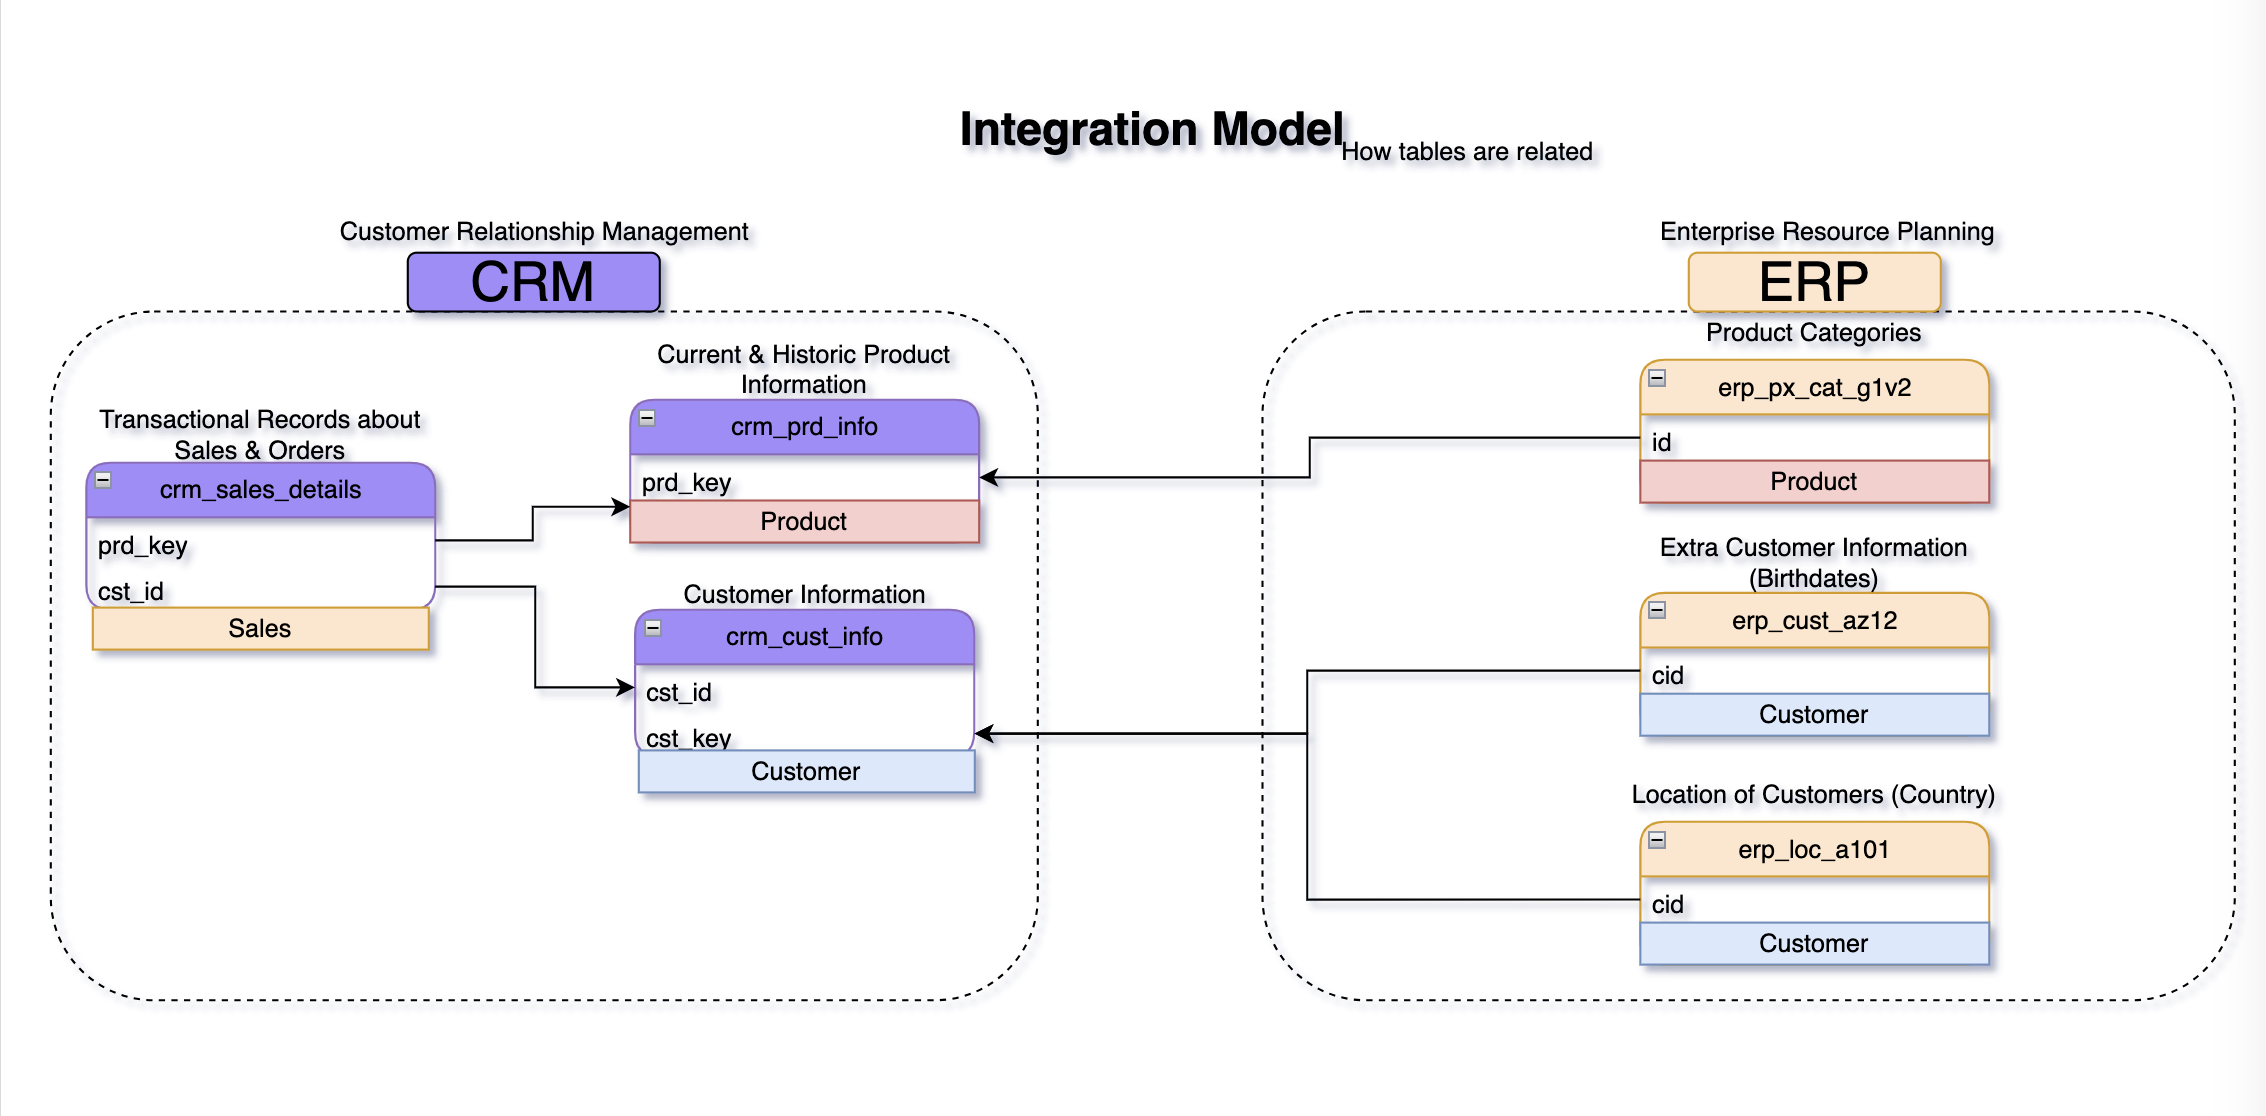 Integration Model
How tables are related
Customer Relationship Management
CRM
Transactional Records about
Sales & Orders
crm_sales_details
prd_key
cst_id
Sales
Current & Historic Product
Information
crm_prd_info
prd_key
Product
Customer Information
crm_cust_info
cst_id
cst_key
Customer
Enterprise Resource Planning
ERP
Product Categories
erp_px_cat_g1v2
id
Product
Extra Customer Information
(Birthdates)
erp_cust_az12
cid
Customer
Location of Customers (Country)
erp_loc_a101
cid
Customer